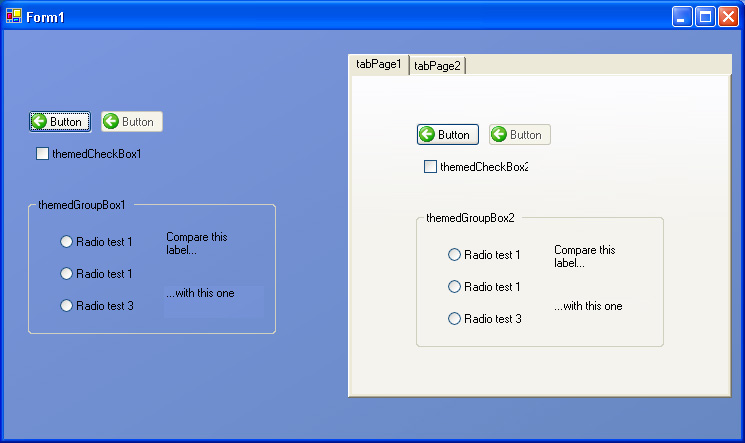 Form1
tabPage1 tabPage2
Button Button
themedCheckBox1
themedGroupBox1
Radio test 1
Radio test 1
Radio test 3
Compare this
label...
...with this one
Button Button
themedCheckBox2
themedGroupBox2
Radio test 1
Radio test 1
Radio test 3
Compare this
label...
...with this one